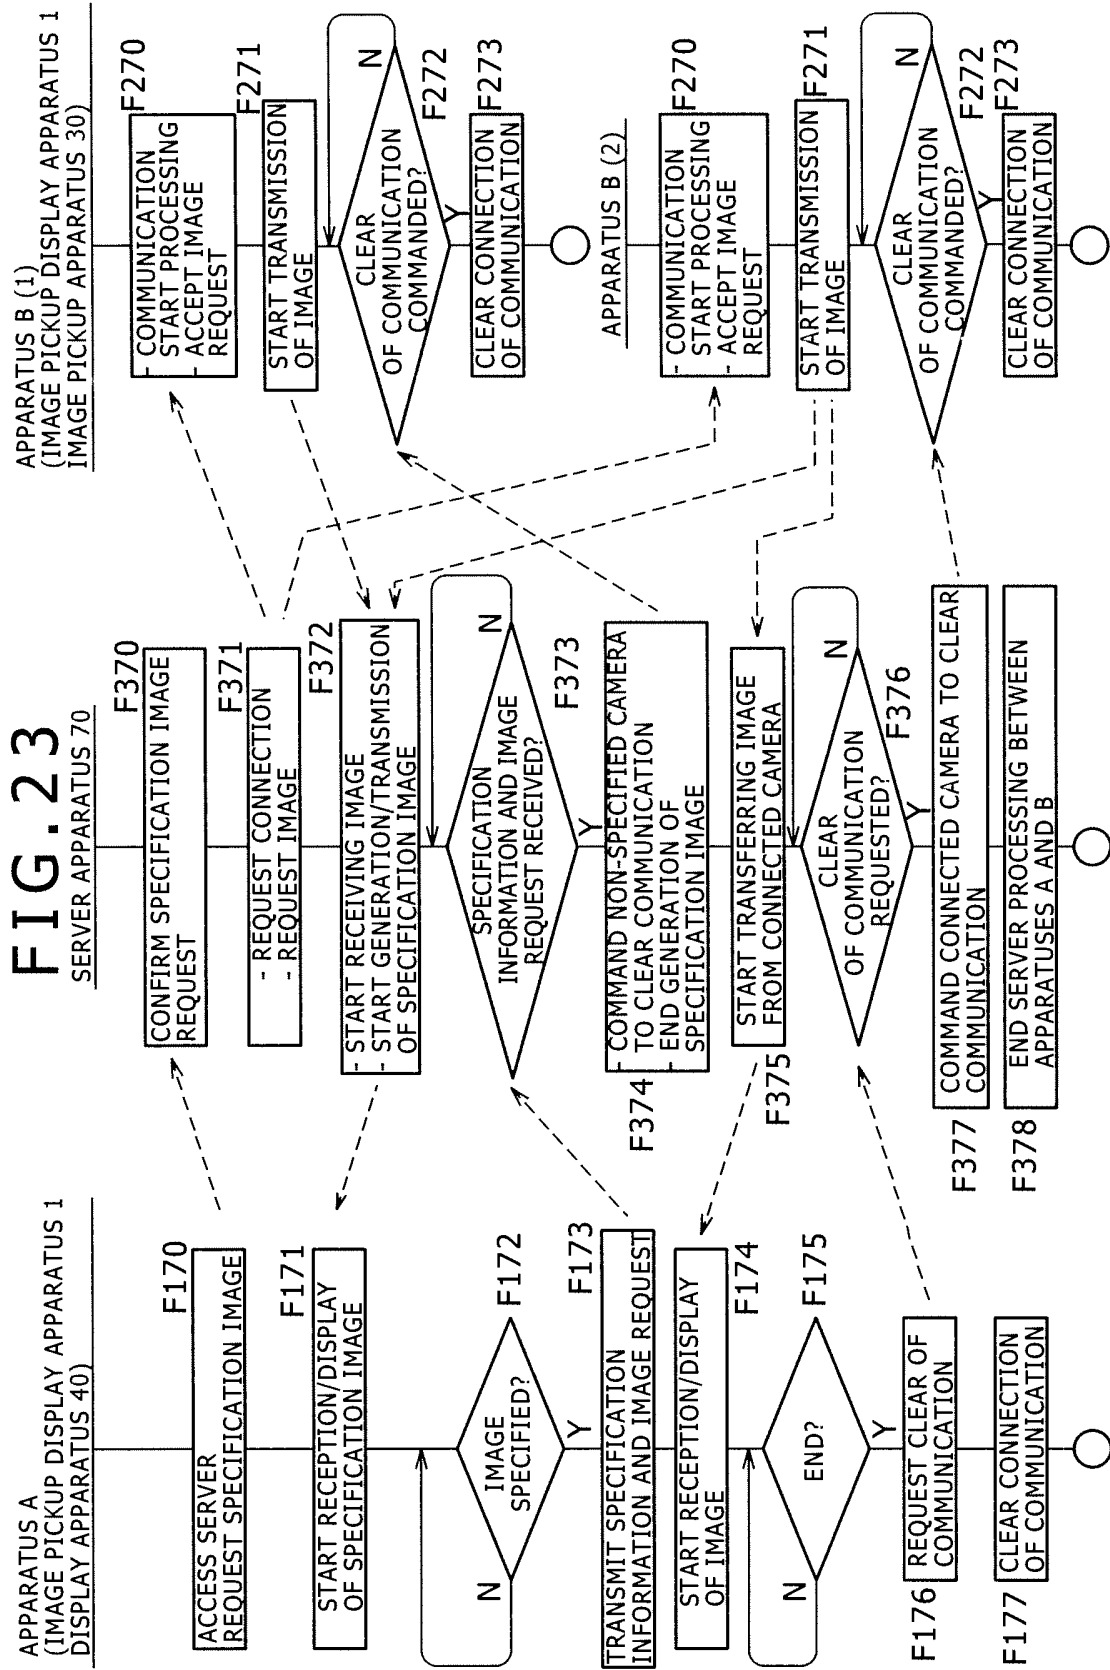 FIG.23
APPARATUS A
(IMAGE PICKUP DISPLAY APPARATUS 1
DISPLAY APPARATUS 40)
F170
ACCESS SERVER
REQUEST SPECIFICATION IMAGE
F171
START RECEPTION/DISPLAY
OF SPECIFICATION IMAGE
F172
IMAGE
SPECIFIED?
N
Y
F173
TRANSMIT SPECIFICATION
INFORMATION AND IMAGE REQUEST
START RECEPTION/DISPLAY
OF IMAGE
F174
END?
F175
N
Y
F176
REQUEST CLEAR OF
COMMUNICATION
F177
CLEAR CONNECTION
OF COMMUNICATION
SERVER APPARATUS 70
F370
CONFIRM SPECIFICATION IMAGE
REQUEST
F371
- REQUEST CONNECTION
- REQUEST IMAGE
F372
- START RECEIVING IMAGE
- START GENERATION/TRANSMISSION
OF SPECIFICATION IMAGE
SPECIFICATION
INFORMATION AND IMAGE
REQUEST RECEIVED?
N
F373
Y
F374
- COMMAND NON-SPECIFIED CAMERA
TO CLEAR COMMUNICATION
- END GENERATION OF
SPECIFICATION IMAGE
F375
START TRANSFERRING IMAGE
FROM CONNECTED CAMERA
CLEAR
OF COMMUNICATION
REQUESTED?
N
F376
Y
F377
COMMAND CONNECTED CAMERA TO CLEAR
COMMUNICATION
F378
END SERVER PROCESSING BETWEEN
APPARATUSES A AND B
APPARATUS B (1)
(IMAGE PICKUP DISPLAY APPARATUS 1
IMAGE PICKUP APPARATUS 30)
F270
- COMMUNICATION
START PROCESSING
- ACCEPT IMAGE
REQUEST
F271
START TRANSMISSION
OF IMAGE
CLEAR
OF COMMUNICATION
COMMANDED?
N
F272
Y
F273
CLEAR CONNECTION
OF COMMUNICATION
APPARATUS B (2)
F270
- COMMUNICATION
START PROCESSING
- ACCEPT IMAGE
REQUEST
F271
START TRANSMISSION
OF IMAGE
CLEAR
OF COMMUNICATION
COMMANDED?
N
F272
Y
F273
CLEAR CONNECTION
OF COMMUNICATION